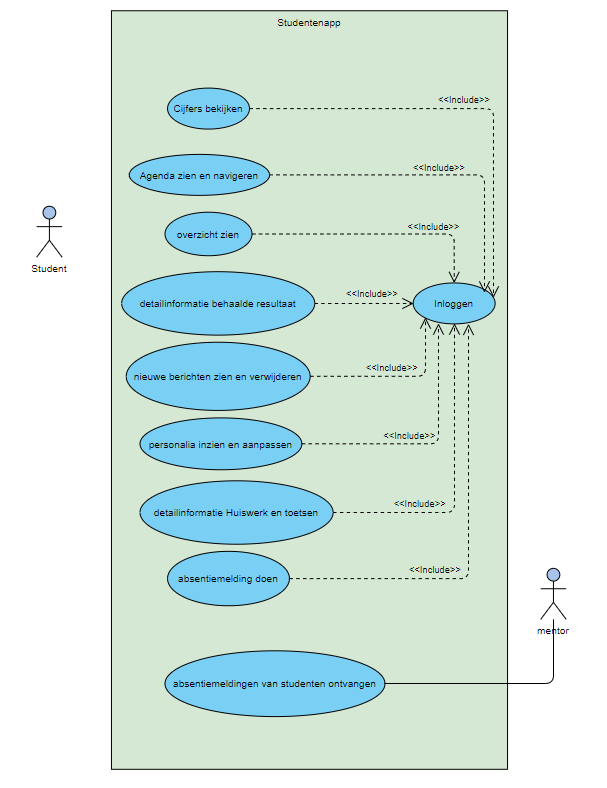 Studentenapp
Cijfers bekijken
<<Include>>
Agenda zien en navigeren
<<Include>>
overzicht zien
<<Include>>
Student
detailinformatie behaalde resultaat
<<Include>>
Inloggen
nieuwe berichten zien en verwijderen
<<Include>>
personalia inzien en aanpassen
<<Include>>
detailinformatie Huiswerk en toetsen
<<Include>>
absentiemelding doen
<<Include>>
mentor
absentiemeldingen van studenten ontvangen